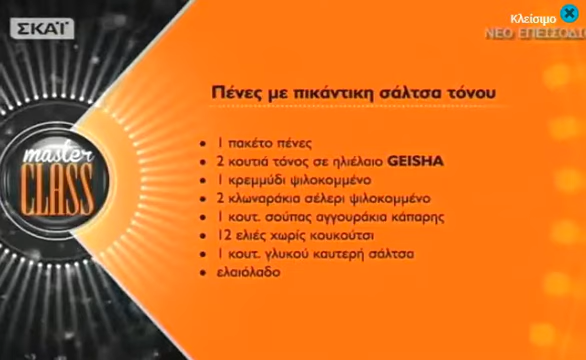 Κλείσιμο
ΣΚΑΪ
ΝΕΟ ΕΠΕΙΣΟΔΙΟ
Πένες με πικάντικη σάλτσα τόνου
• 1 πακέτο πένες
• 2 κουτιά τόνος σε ηλιέλαιο GEISHA
• 1 κρεμμύδι ψιλοκομμένο
• 2 κλωναράκια σέλερι ψιλοκομμένο
• 1 κουτ. σούπας αγγουράκια κάπαρης
• 12 ελιές χωρίς κουκούτσι
• 1 κουτ. γλυκού καυτερή σάλτσα
• ελαιόλαδο
master
CLASS